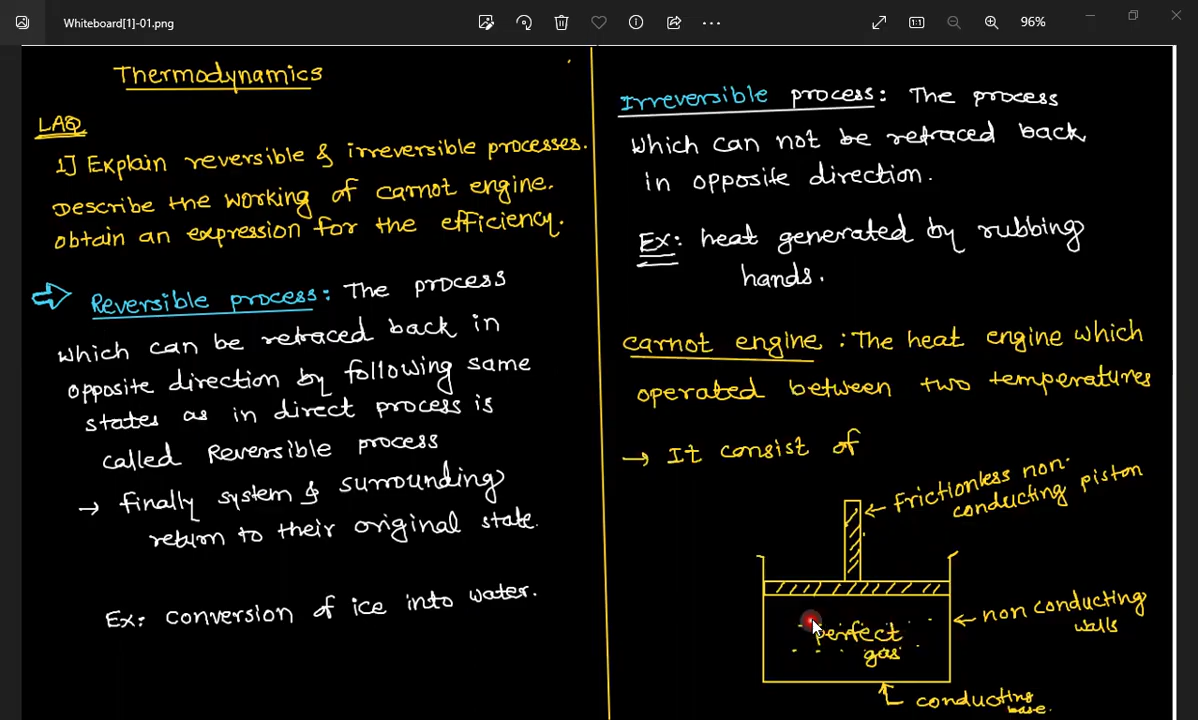 Whiteboard[1]-01.png
96%
Thermodynamics
LAQ
1] Explain reversible & irreversible processes.
Describe the working of carnot engine.
obtain an expression for the efficiency.
Reversible process: The process
which can be retraced back in
opposite direction by following same
states as in direct process is
called Reversible process
→ finally system & surrounding
return to their original state.
Ex: conversion of ice into water.
Irreversible process: The process
which can not be retraced back
in opposite direction.
Ex: heat generated by rubbing
hands.
carnot engine: The heat engine which
operated between two temperatures
→ It consist of
← frictionless non-
conducting piston
← non conducting
walls
perfect
gas
conducting
base.